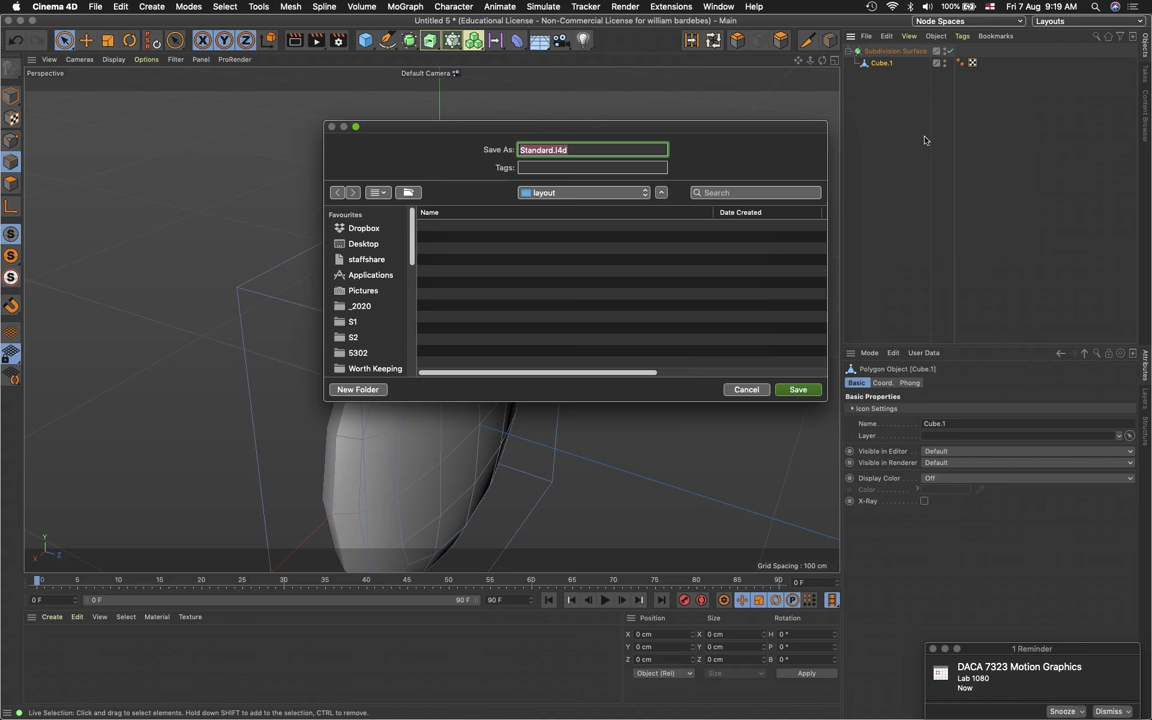 Cinema 4D File Edit Create Modes Select Tools Mesh Spline Volume MoGraph Character Animate Simulate Tracker Render Extensions Window Help 100% Fri 7 Aug 9:19 AM
Untitled 5 * (Educational License - Non-Commercial License for william bardebes) - Main
Node Spaces Layouts
File Edit View Object Tags Bookmarks
View Cameras Display Options Filter Panel ProRender
Subdivision Surface
Cube.1
Perspective
Default Camera
Save As: Standard.l4d
Tags:
layout
Search
Favourites
Name Date Created
Dropbox
Desktop
staffshare
Applications
Pictures
_2020
S1
S2
5302
Worth Keeping
New Folder Cancel Save
Objects
Takes
Content Browser
Attributes
Layers
Structure
Mode Edit User Data
Polygon Object [Cube.1]
Basic Coord. Phong
Basic Properties
Icon Settings
Name Cube.1
Layer
Visible in Editor Default
Visible in Renderer Default
Display Color Off
Color
X-Ray
Y
X Z
Grid Spacing : 100 cm
0 5 10 15 20 25 30 35 40 45 50 55 60 65 70 75 80 85 90 0 F
0 F 0 F 90 F 90 F
Create Edit View Select Material Texture
Position Size Rotation
X 0 cm X 0 cm H 0 °
Y 0 cm Y 0 cm P 0 °
Z 0 cm Z 0 cm B 0 °
Object (Rel) Size Apply
1 Reminder
DACA 7323 Motion Graphics
Lab 1080
Now
Snooze Dismiss
Live Selection: Click and drag to select elements. Hold down SHIFT to add to the selection, CTRL to remove.